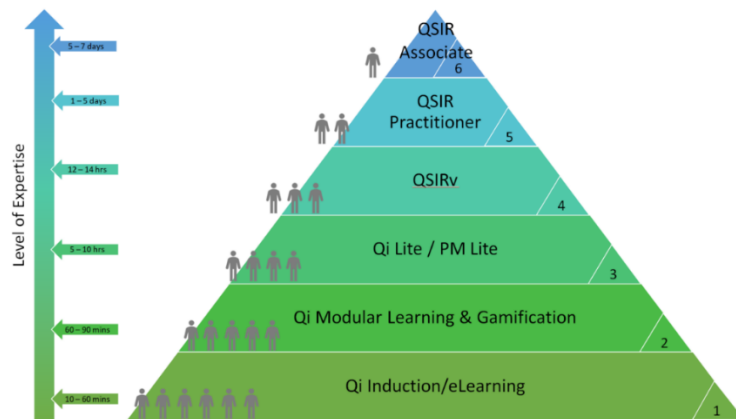 QSIR
Associate
6
5 – 7 days
1 – 5 days
QSIR
Practitioner
5
12 – 14 hrs
QSIRv
4
Level of Expertise
5 – 10 hrs
Qi Lite / PM Lite
3
60 – 90 mins
Qi Modular Learning & Gamification
2
10 – 60 mins
Qi Induction/eLearning
1